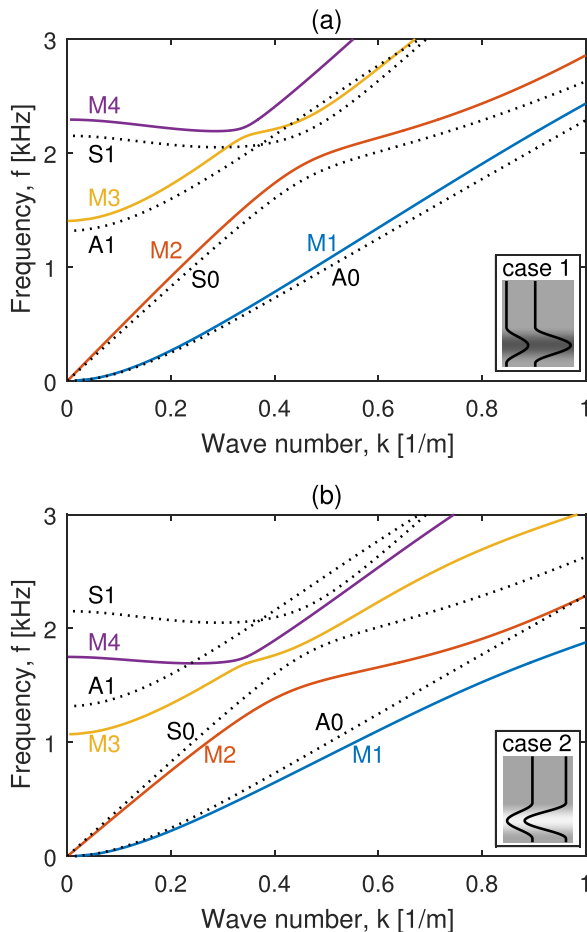 (a)
3
M4
S1
2
M3
A1
M2
M1
S0
A0
1
case 1
0
0 0.2 0.4 0.6 0.8 1
Frequency, f [kHz]
Wave number, k [1/m]
(b)
3
S1
M4
2
A1
S0
A0
M3
M2
M1
1
case 2
0
0 0.2 0.4 0.6 0.8 1
Frequency, f [kHz]
Wave number, k [1/m]